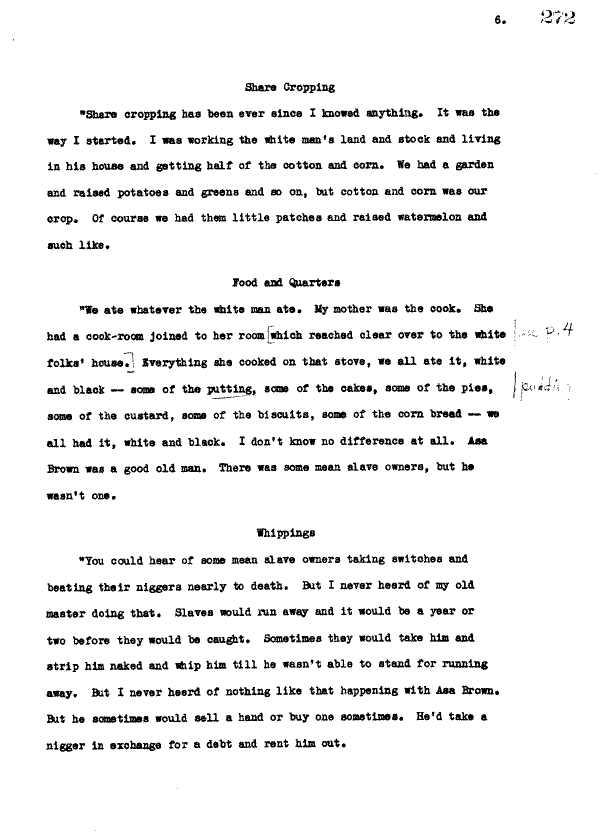 6. 272
Share Cropping
"Share cropping has been ever since I knowed anything. It was the
way I started. I was working the white man's land and stock and living
in his house and getting half of the cotton and corn. We had a garden
and raised potatoes and greens and so on, but cotton and corn was our
crop. Of course we had them little patches and raised watermelon and
such like.
Food and Quarters
"We ate whatever the white man ate. My mother was the cook. She
had a cook-room joined to her room [which reached clear over to the white p. 4
folks' house.] Everything she cooked on that stove, we all ate it, white
and black -- some of the putting, some of the cakes, some of the pies,
some of the custard, some of the biscuits, some of the corn bread -- we
all had it, white and black. I don't know no difference at all. Asa
Brown was a good old man. There was some mean slave owners, but he
wasn't one.
Whippings
"You could hear of some mean slave owners taking switches and
beating their niggers nearly to death. But I never heerd of my old
master doing that. Slaves would run away and it would be a year or
two before they would be caught. Sometimes they would take him and
strip him naked and whip him till he wasn't able to stand for running
away. But I never heerd of nothing like that happening with Asa Brown.
But he sometimes would sell a hand or buy one sometimes. He'd take a
nigger in exchange for a debt and rent him out.